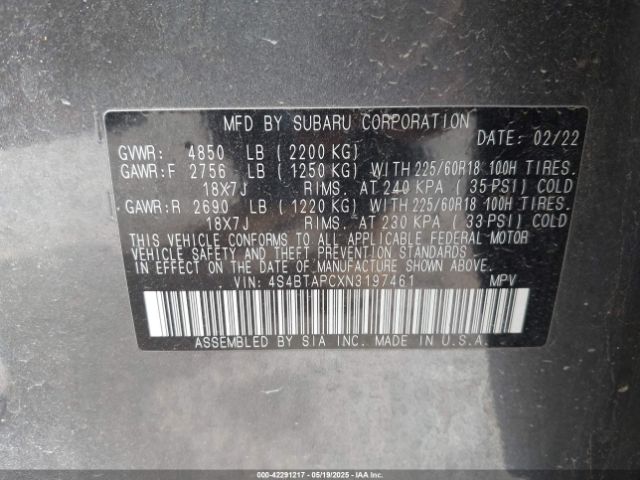 MFD BY SUBARU CORPORATION
DATE: 02/22
GVWR: 4850 LB (2200 KG)
GAWR:F 2756 LB (1250 KG) WITH 225/60R18 100H TIRES.
18X7J RIMS. AT 240 KPA (35 PSI) COLD
GAWR:R 2690 LB (1220 KG) WITH 225/60R18 100H TIRES.
18X7J RIMS. AT 230 KPA (33 PSI) COLD
THIS VEHICLE CONFORMS TO ALL APPLICABLE FEDERAL MOTOR
VEHICLE SAFETY AND THEFT PREVENTION STANDARDS
IN EFFECT ON THE DATE OF MANUFACTURE SHOWN ABOVE.
VIN: 4S4BTAPCXN3197461 MPV
ASSEMBLED BY SIA INC. MADE IN U.S.A.
000-42291217 - 05/19/2025 - COPART